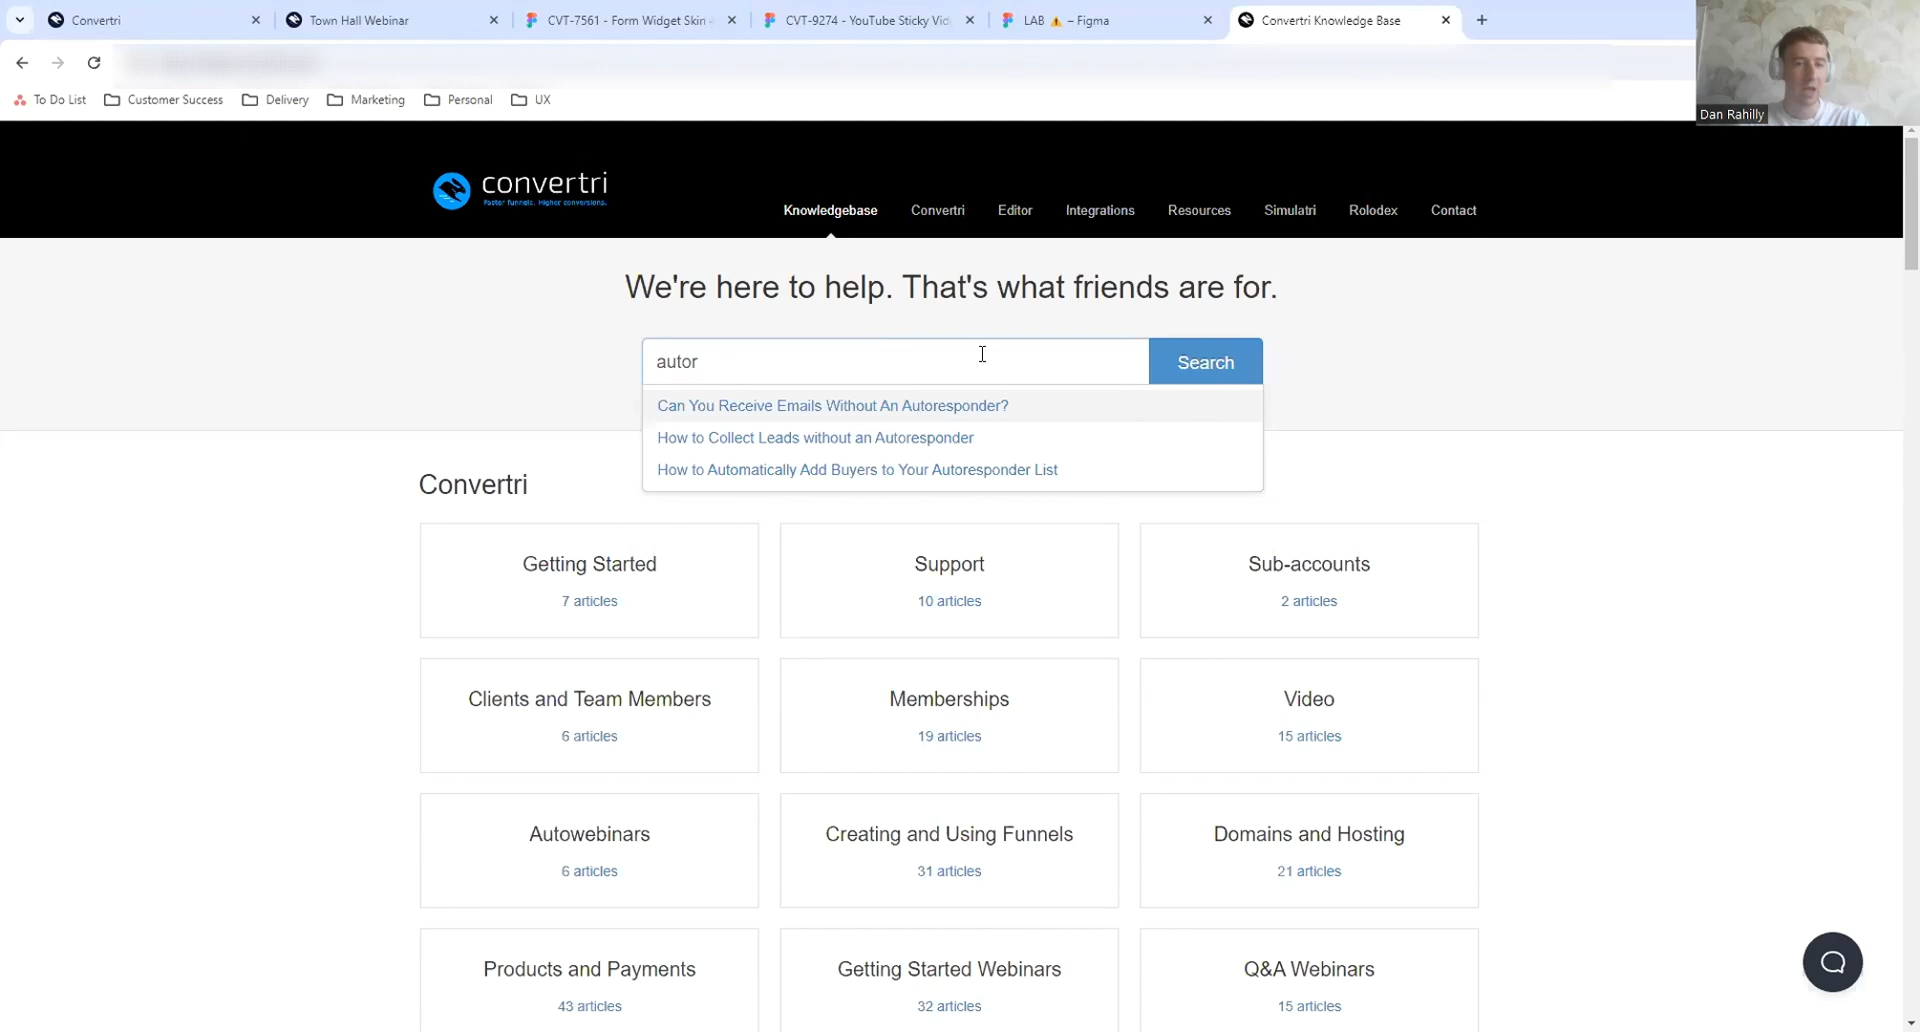 Convertri
Town Hall Webinar
CVT-7561 - Form Widget Skin
CVT-9274 - YouTube Sticky Vid
LAB ⚠ – Figma
Convertri Knowledge Base
To Do List
Customer Success
Delivery
Marketing
Personal
UX
Dan Rahilly
convertri
Faster funnels. Higher conversions.
Knowledgebase
Convertri
Editor
Integrations
Resources
Simulatri
Rolodex
Contact
We're here to help. That's what friends are for.
autor
Search
Can You Receive Emails Without An Autoresponder?
How to Collect Leads without an Autoresponder
How to Automatically Add Buyers to Your Autoresponder List
Convertri
Getting Started
Support
Sub-accounts
7 articles
10 articles
2 articles
Clients and Team Members
Memberships
Video
6 articles
19 articles
15 articles
Autowebinars
Creating and Using Funnels
Domains and Hosting
6 articles
31 articles
21 articles
Products and Payments
Getting Started Webinars
Q&A Webinars
43 articles
32 articles
15 articles